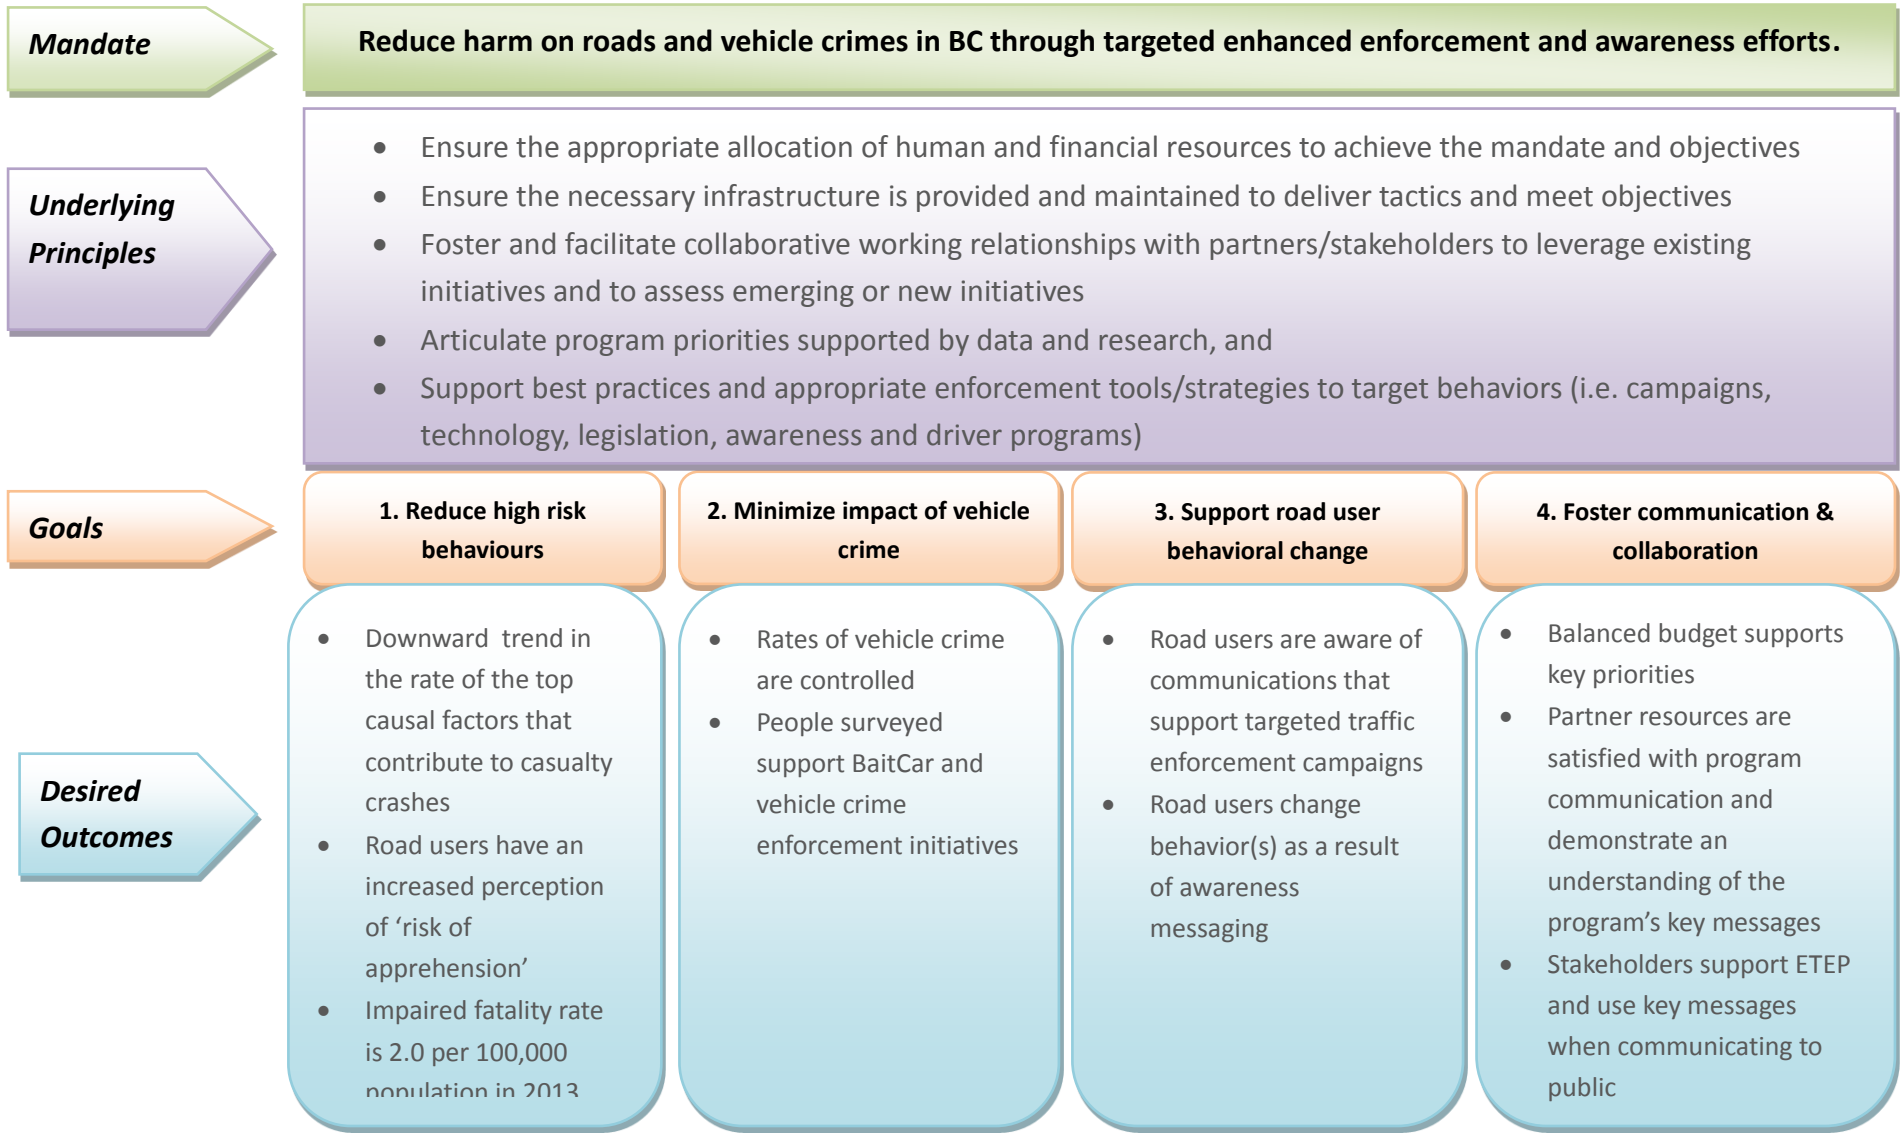 Mandate
Reduce harm on roads and vehicle crimes in BC through targeted enhanced enforcement and awareness efforts.
Underlying
Principles
• Ensure the appropriate allocation of human and financial resources to achieve the mandate and objectives
• Ensure the necessary infrastructure is provided and maintained to deliver tactics and meet objectives
• Foster and facilitate collaborative working relationships with partners/stakeholders to leverage existing
initiatives and to assess emerging or new initiatives
• Articulate program priorities supported by data and research, and
• Support best practices and appropriate enforcement tools/strategies to target behaviors (i.e. campaigns,
technology, legislation, awareness and driver programs)
Goals
1. Reduce high risk
behaviours
2. Minimize impact of vehicle
crime
3. Support road user
behavioral change
4. Foster communication &
collaboration
Desired
Outcomes
• Downward trend in
the rate of the top
causal factors that
contribute to casualty
crashes
• Road users have an
increased perception
of ‘risk of
apprehension’
• Impaired fatality rate
is 2.0 per 100,000
population in 2013
• Rates of vehicle crime
are controlled
• People surveyed
support BaitCar and
vehicle crime
enforcement initiatives
• Road users are aware of
communications that
support targeted traffic
enforcement campaigns
• Road users change
behavior(s) as a result
of awareness
messaging
• Balanced budget supports
key priorities
• Partner resources are
satisfied with program
communication and
demonstrate an
understanding of the
program’s key messages
• Stakeholders support ETEP
and use key messages
when communicating to
public